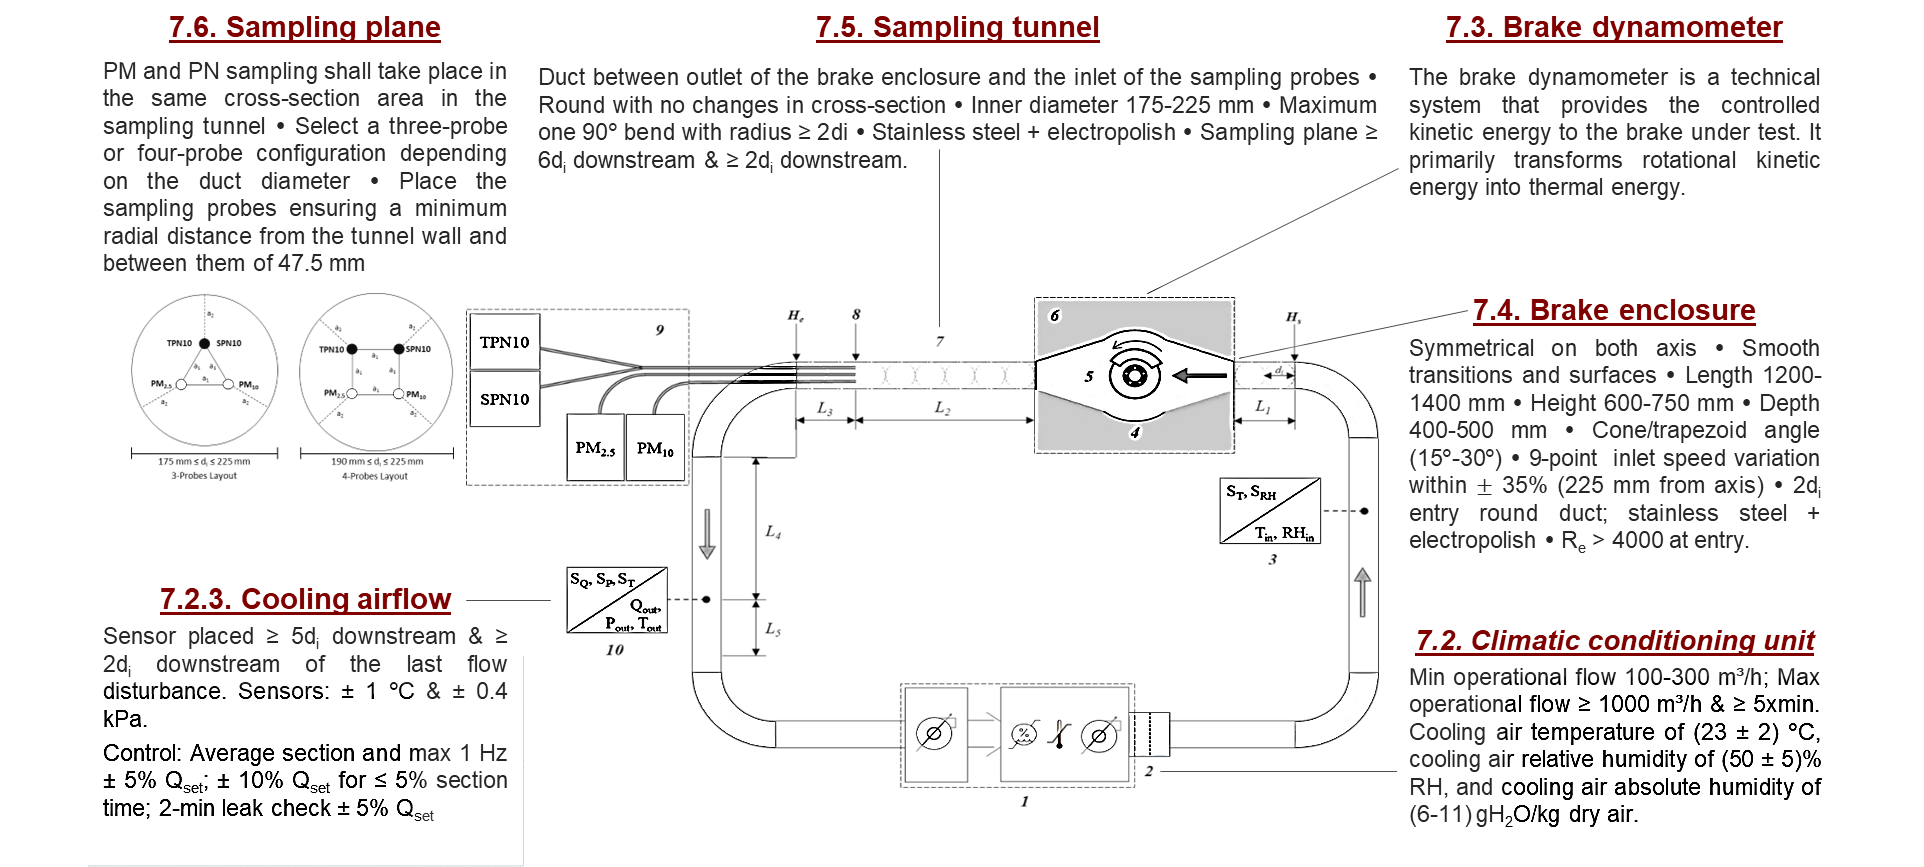 7.6. Sampling plane
PM and PN sampling shall take place in
the same cross-section area in the
sampling tunnel • Select a three-probe
or four-probe configuration depending
on the duct diameter • Place the
sampling probes ensuring a minimum
radial distance from the tunnel wall and
between them of 47.5 mm
7.5. Sampling tunnel
Duct between outlet of the brake enclosure and the inlet of the sampling probes •
Round with no changes in cross-section • Inner diameter 175-225 mm • Maximum
one 90° bend with radius ≥ 2di • Stainless steel + electropolish • Sampling plane ≥
6di downstream & ≥ 2di downstream.
7.3. Brake dynamometer
The brake dynamometer is a technical
system that provides the controlled
kinetic energy to the brake under test. It
primarily transforms rotational kinetic
energy into thermal energy.
a2
TPN10 SPN10
a1 a1
a1
PM2.5 PM10
a2 a2
175 mm ≤ di ≤ 225 mm
3-Probes Layout
a2 a2
TPN10 SPN10
a1
a1 a1
a1
PM2.5 PM10
a2 a2
190 mm ≤ di ≤ 225 mm
4-Probes Layout
TPN10
SPN10
PM2.5
PM10
9
He
8
7
6
5
4
Hs
di
L3
L2
L1
L4
L5
7.4. Brake enclosure
Symmetrical on both axis • Smooth
transitions and surfaces • Length 1200-
1400 mm • Height 600-750 mm • Depth
400-500 mm • Cone/trapezoid angle
(15°-30°) • 9-point inlet speed variation
within ± 35% (225 mm from axis) • 2di
entry round duct; stainless steel +
electropolish • Re > 4000 at entry.
ST, SRH
Tin, RHin
3
7.2.3. Cooling airflow
Sensor placed ≥ 5di downstream & ≥
2di downstream of the last flow
disturbance. Sensors: ± 1 °C & ± 0.4
kPa.
Control: Average section and max 1 Hz
± 5% Qset; ± 10% Qset for ≤ 5% section
time; 2-min leak check ± 5% Qset
SQ, SP, ST
Qout,
Pout, Tout
10
%
1
2
7.2. Climatic conditioning unit
Min operational flow 100-300 m³/h; Max
operational flow ≥ 1000 m³/h & ≥ 5xmin.
Cooling air temperature of (23 ± 2) °C,
cooling air relative humidity of (50 ± 5)%
RH, and cooling air absolute humidity of
(6-11) gH2O/kg dry air.